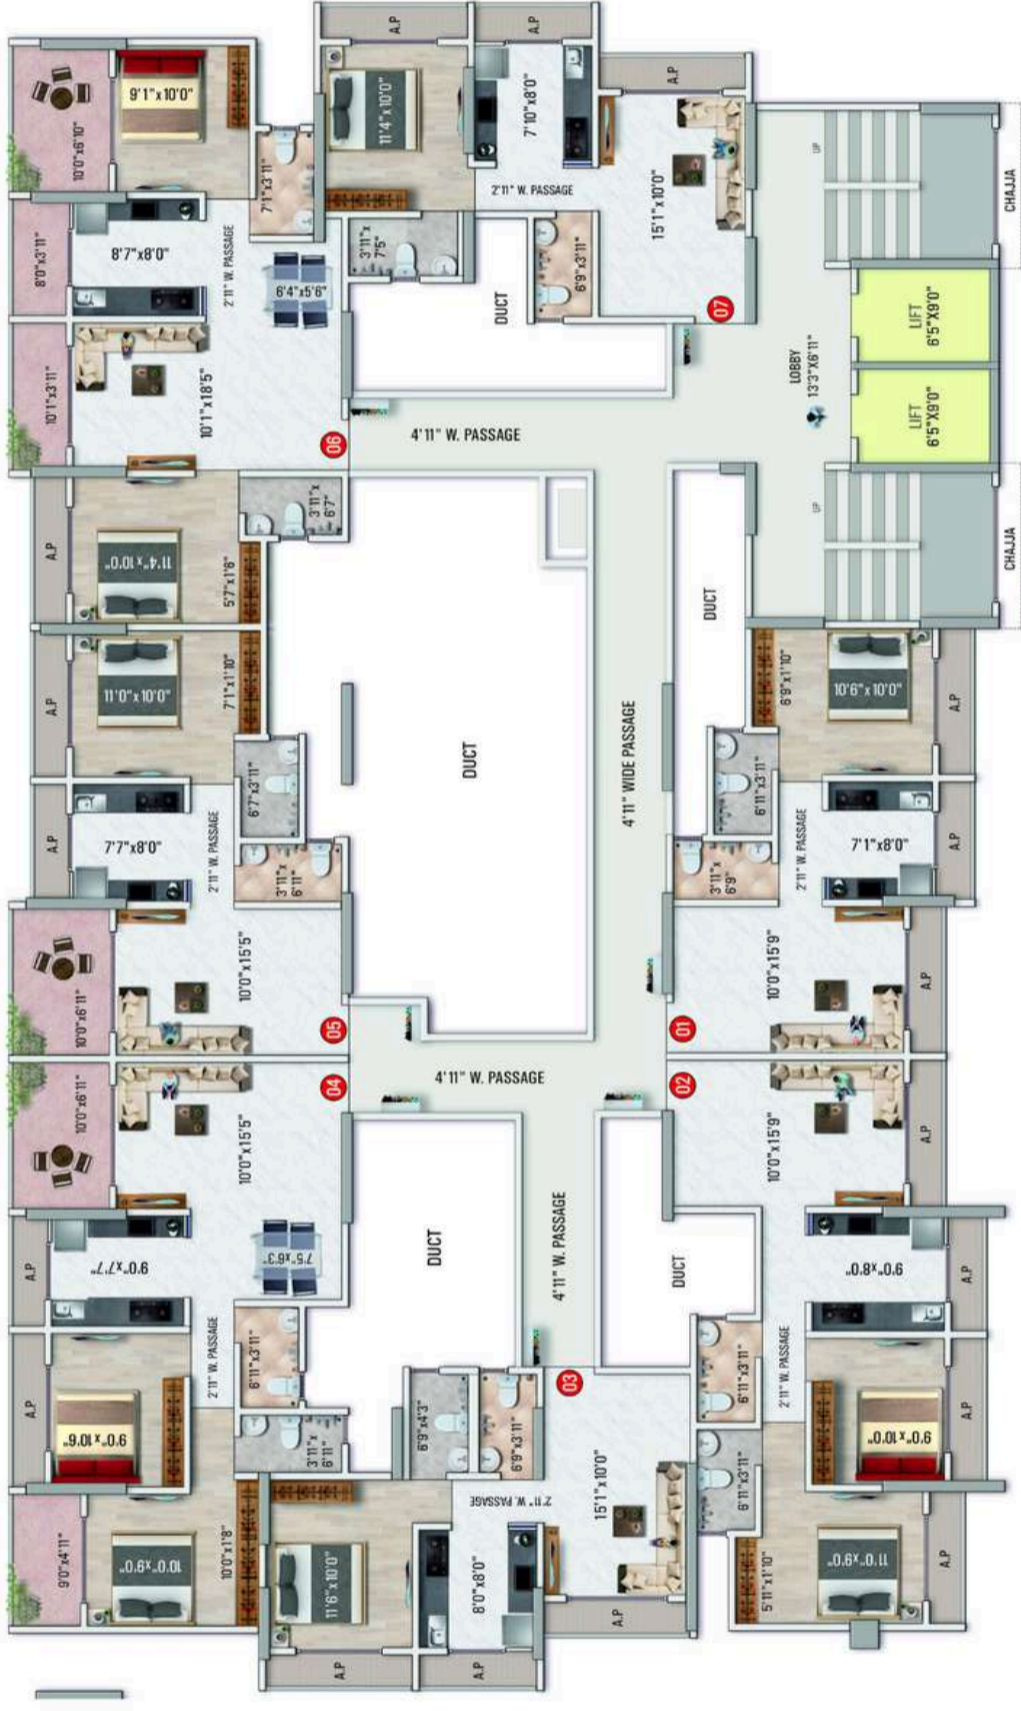 A.P
A.P
9'1"x10'0"
10'0"x6'10"
11'4"x10'0"
7'10"x8'0"
A.P
7'1"x3'11"
2'11" W. PASSAGE
15'1"x10'0"
UP
CHAJJA
8'0"x3'11"
8'7"x8'0"
2'11" W. PASSAGE
3'11"x
7'5"
6'9"x3'11"
6'4"x5'6"
DUCT
07
LIFT
6'5"X9'0"
10'1"x3'11"
10'1"x18'5"
LOBBY
13'3"X6'11"
LIFT
6'5"X9'0"
06
4'11" W. PASSAGE
3'11"x
6'7"
UP
CHAJJA
A.P
11'4"x10'0"
5'7"x1'6"
DUCT
A.P
11'0"x10'0"
7'1"x1'10"
6'9"x1'10"
10'9"x10'0"
A.P
DUCT
4'11" WIDE PASSAGE
6'7"x3'11"
6'11"x3'11"
A.P
7'7"x8'0"
2'11" W. PASSAGE
3'11"x
6'11"
3'11"x
6'9"
2'11" W. PASSAGE
7'1"x8'0"
A.P
10'0"x6'11"
10'0"x15'5"
05
10'0"x15'9"
01
A.P
4'11" W. PASSAGE
10'0"x6'11"
10'0"x15'5"
04
02
10'0"x15'9"
A.P
A.P
9'0"x7'7"
7'5"x6'3"
DUCT
4'11" W. PASSAGE
DUCT
9'0"x8'0"
A.P
A.P
9'0"x10'6"
2'11" W. PASSAGE
6'11"x3'11"
03
6'11"x3'11"
2'11" W. PASSAGE
9'0"x10'0"
A.P
3'11"x
6'11"
6'9"x4'3"
6'9"x3'11"
6'11"x3'11"
9'0"x4'11"
10'0"x9'0"
10'0"x1'8"
11'6"x10'0"
2'11" W. PASSAGE
8'0"x8'0"
15'1"x10'0"
5'11"x1'10"
11'0"x9'0"
A.P
A.P
A.P
A.P